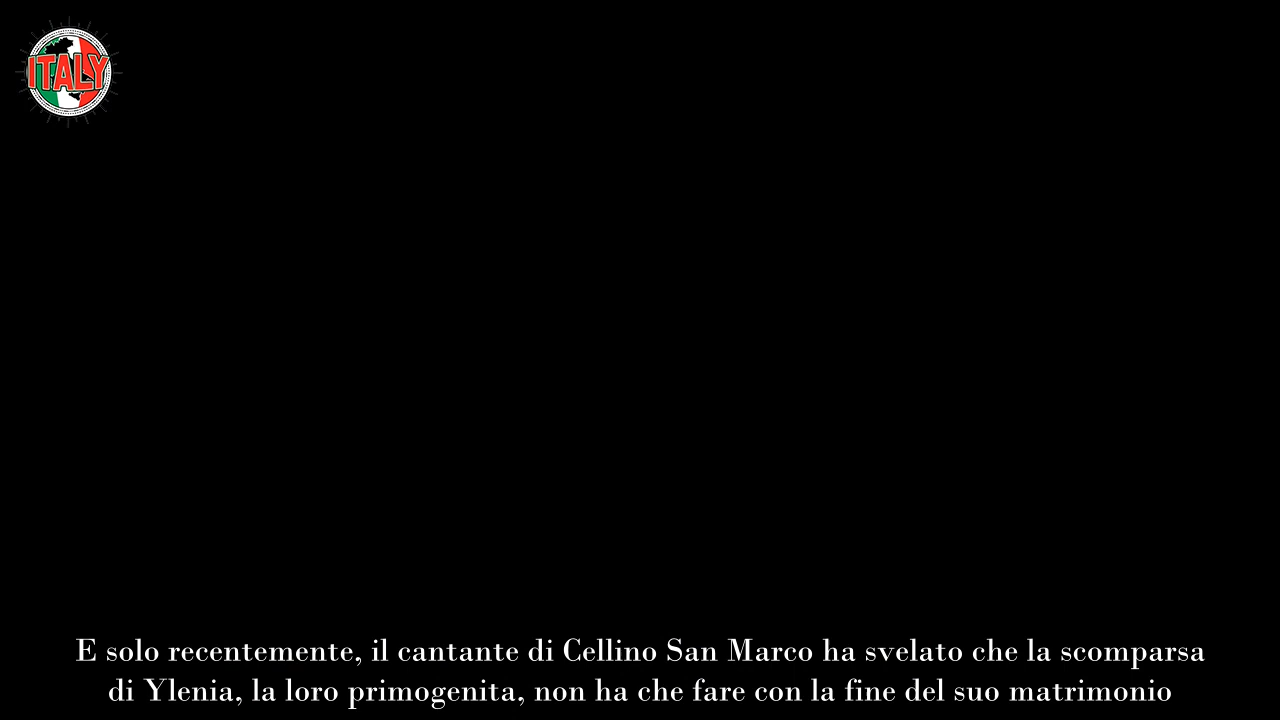 ITALY
E solo recentemente, il cantante di Cellino San Marco ha svelato che la scomparsa
di Ylenia, la loro primogenita, non ha che fare con la fine del suo matrimonio